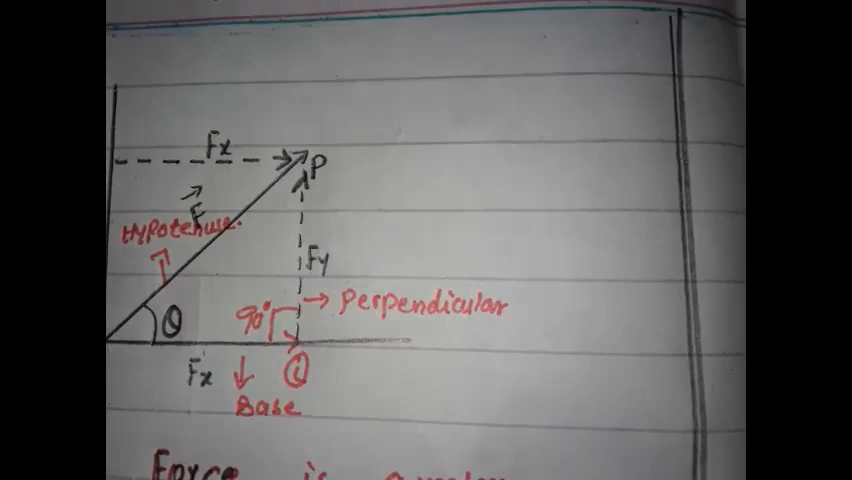 Fx
P
F
Hypotenuse.
Fy
90°
→ Perpendicular
θ
Fx
Base
Force is